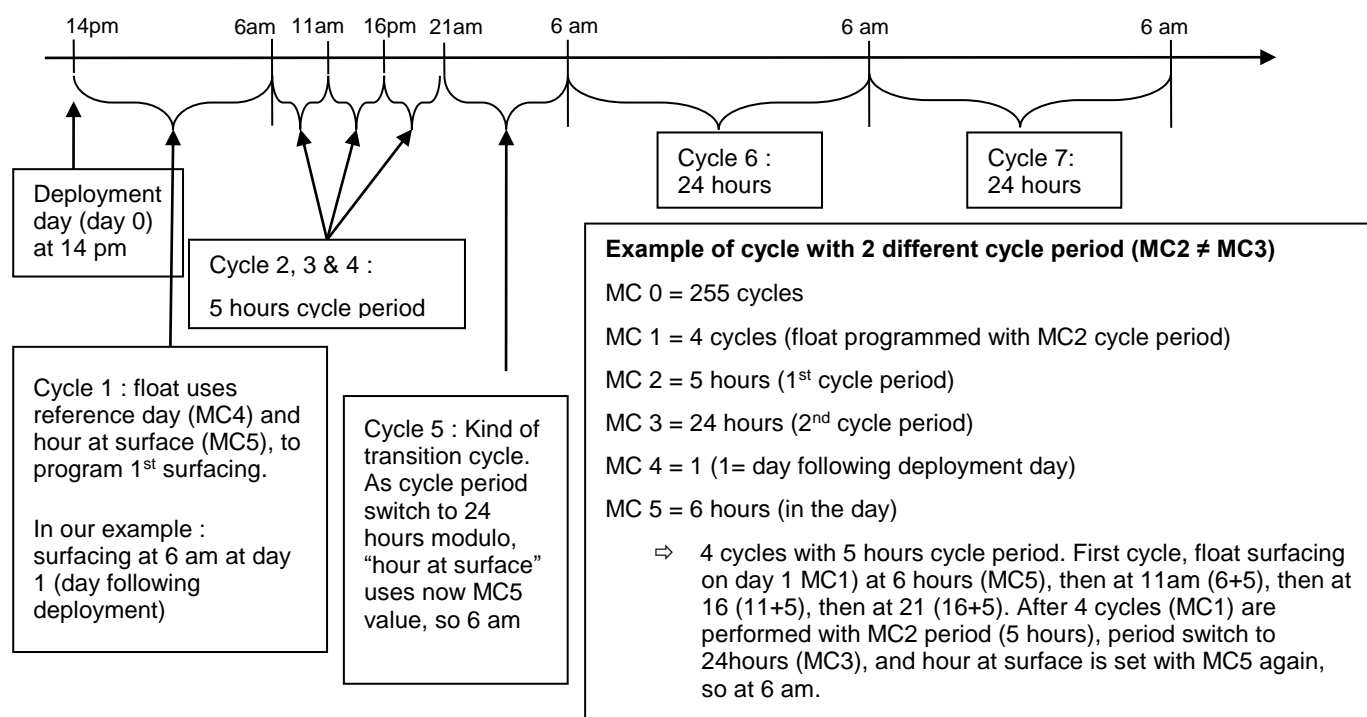 14pm
6am
11am
16pm
21am
6 am
6 am
6 am
Deployment
day (day 0)
at 14 pm
Cycle 2, 3 & 4 :
5 hours cycle period
Cycle 6 :
24 hours
Cycle 7:
24 hours
Cycle 1 : float uses
reference day (MC4) and
hour at surface (MC5), to
program 1st surfacing.
In our example :
surfacing at 6 am at day
1 (day following
deployment)
Cycle 5 : Kind of
transition cycle.
As cycle period
switch to 24
hours modulo,
“hour at surface”
uses now MC5
value, so 6 am
Example of cycle with 2 different cycle period (MC2 ≠ MC3)
MC 0 = 255 cycles
MC 1 = 4 cycles (float programmed with MC2 cycle period)
MC 2 = 5 hours (1st cycle period)
MC 3 = 24 hours (2nd cycle period)
MC 4 = 1 (1= day following deployment day)
MC 5 = 6 hours (in the day)
⇨ 4 cycles with 5 hours cycle period. First cycle, float surfacing
on day 1 MC1) at 6 hours (MC5), then at 11am (6+5), then at
16 (11+5), then at 21 (16+5). After 4 cycles (MC1) are
performed with MC2 period (5 hours), period switch to
24hours (MC3), and hour at surface is set with MC5 again,
so at 6 am.